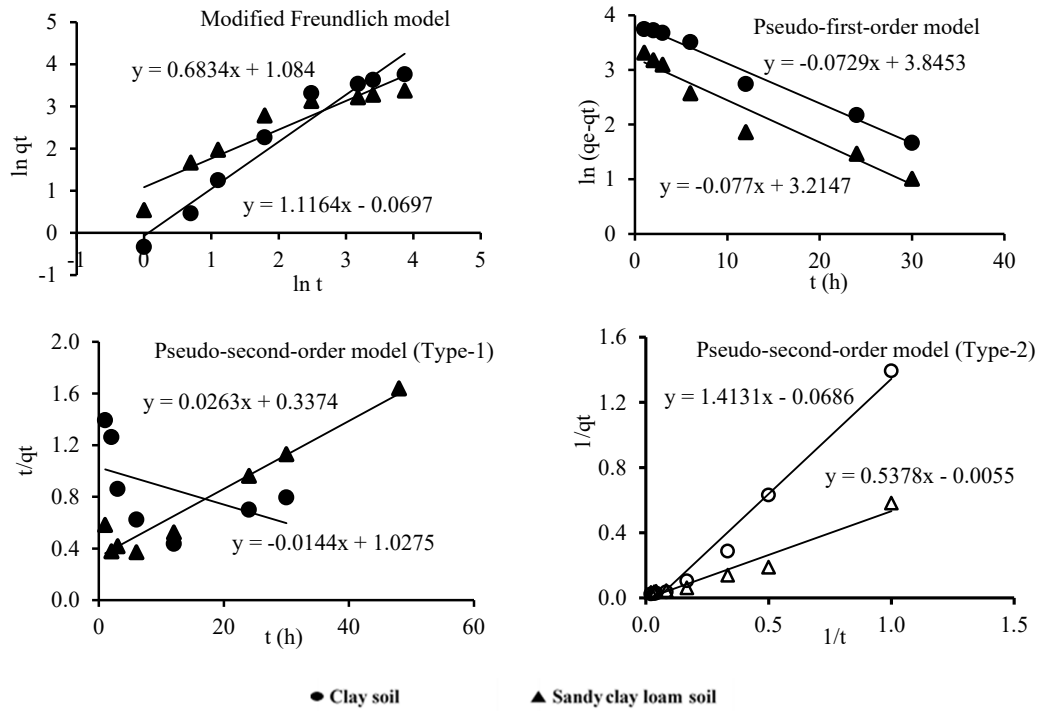 Modified Freundlich model
5
4
3
2
1
0
-1
ln qt
y = 0.6834x + 1.084
y = 1.1164x - 0.0697
-1 0 1 2 3 4 5
ln t
Pseudo-first-order model
4
3
2
1
0
ln (qe-qt)
y = -0.0729x + 3.8453
y = -0.077x + 3.2147
0 10 20 30 40
t (h)
Pseudo-second-order model (Type-1)
2.0
1.6
1.2
0.8
0.4
0.0
t/qt
y = 0.0263x + 0.3374
y = -0.0144x + 1.0275
0 20 40 60
t (h)
Pseudo-second-order model (Type-2)
1.6
1.2
0.8
0.4
0.0
1/qt
y = 1.4131x - 0.0686
y = 0.5378x - 0.0055
0.0 0.5 1.0 1.5
1/t
Clay soil
Sandy clay loam soil